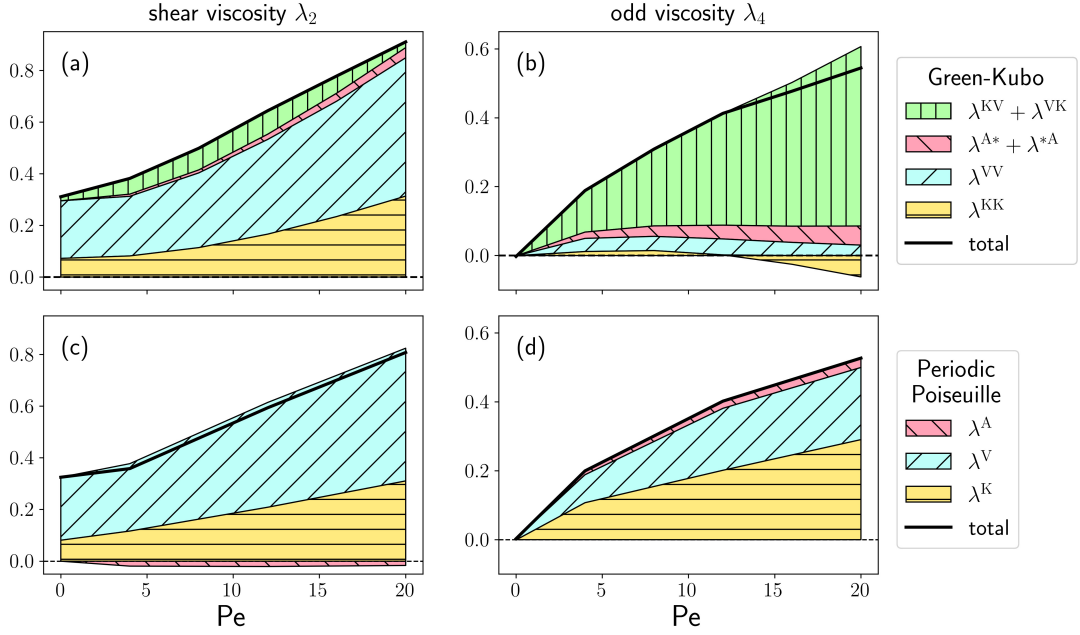 shear viscosity λ₂
odd viscosity λ₄
(a)
0.8
0.6
0.4
0.2
0.0
(b)
0.6
0.4
0.2
0.0
Green-Kubo
λᴷⱽ + λⱽᴷ
λᴬ* + λ*ᴬ
λⱽⱽ
λᴷᴷ
total
(c)
0.8
0.6
0.4
0.2
0.0
0 5 10 15 20
Pe
(d)
0.6
0.4
0.2
0.0
0 5 10 15 20
Pe
Periodic
Poiseuille
λᴬ
λⱽ
λᴷ
total